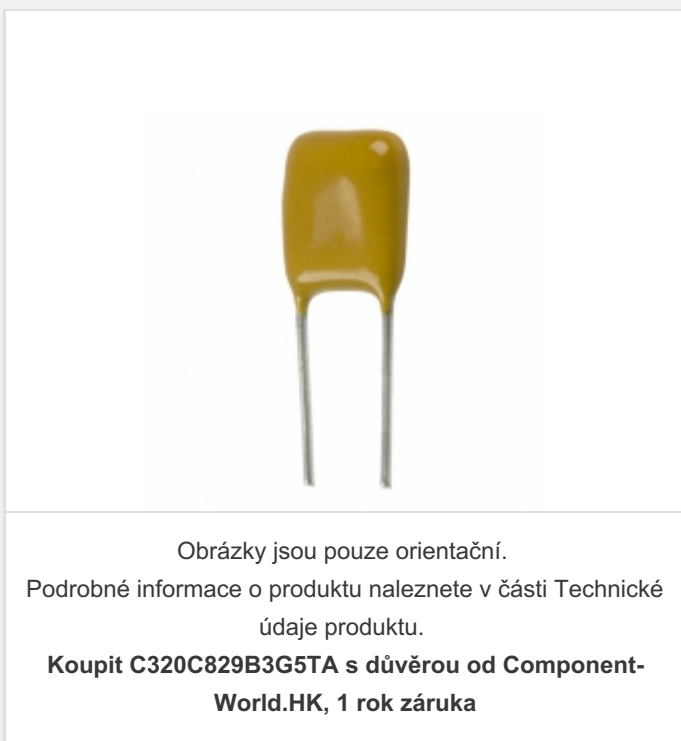 Obrázky jsou pouze orientační.
Podrobné informace o produktu naleznete v části Technické
údaje produktu.
Koupit C320C829B3G5TA s důvěrou od Component-
World.HK, 1 rok záruka